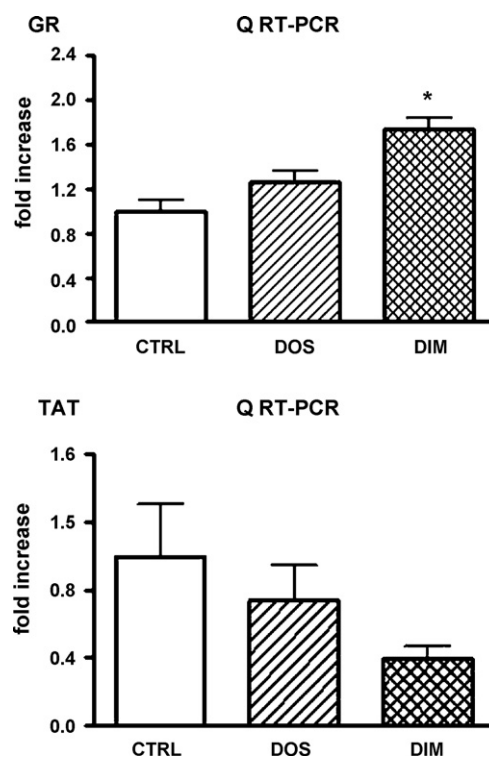 GR Q RT-PCR
fold increase
2.4
2.0
1.6
1.2
0.8
0.4
0.0
*
CTRL DOS DIM
TAT Q RT-PCR
fold increase
1.6
1.5
0.8
0.4
0.0
CTRL DOS DIM